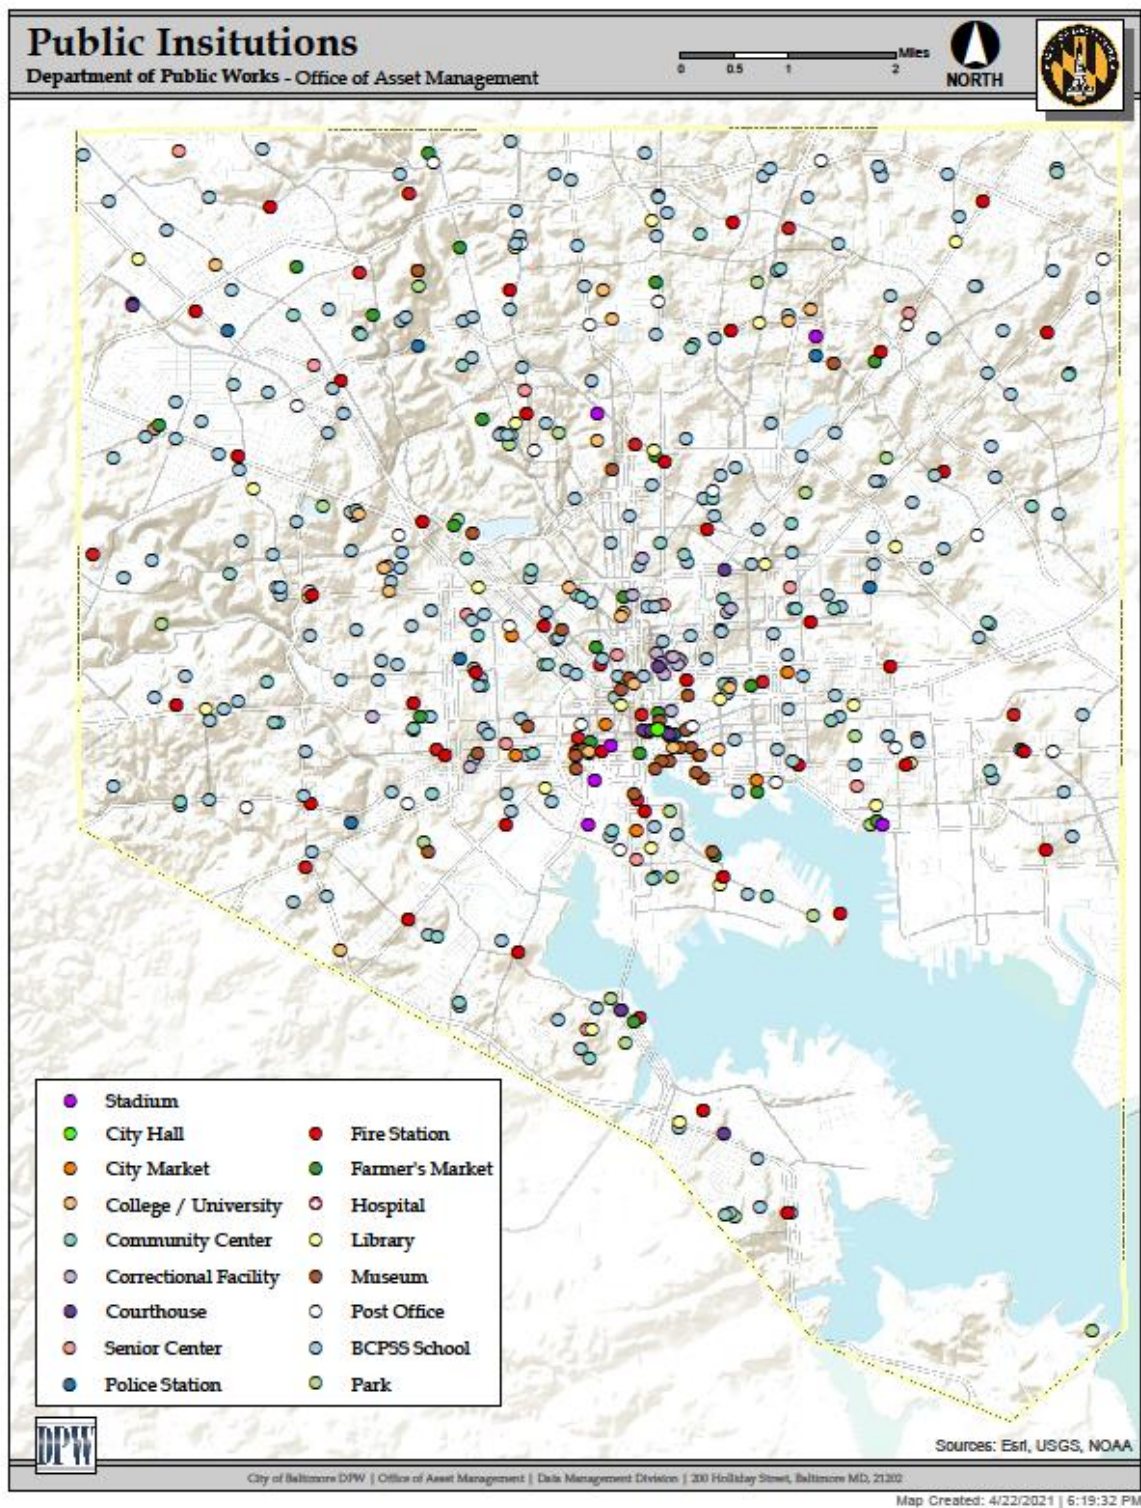 Public Insitutions
Department of Public Works - Office of Asset Management
Miles
0 0.5 1 2
NORTH
Stadium
City Hall Fire Station
City Market Farmer's Market
College / University Hospital
Community Center Library
Correctional Facility Museum
Courthouse Post Office
Senior Center BCPSS School
Police Station Park
DPW
Sources: Esri, USGS, NOAA
City of Baltimore DPW | Office of Asset Management | Data Management Division | 200 Holliday Street, Baltimore MD, 21202
Map Created: 4/22/2021 | 5:19:32 PM